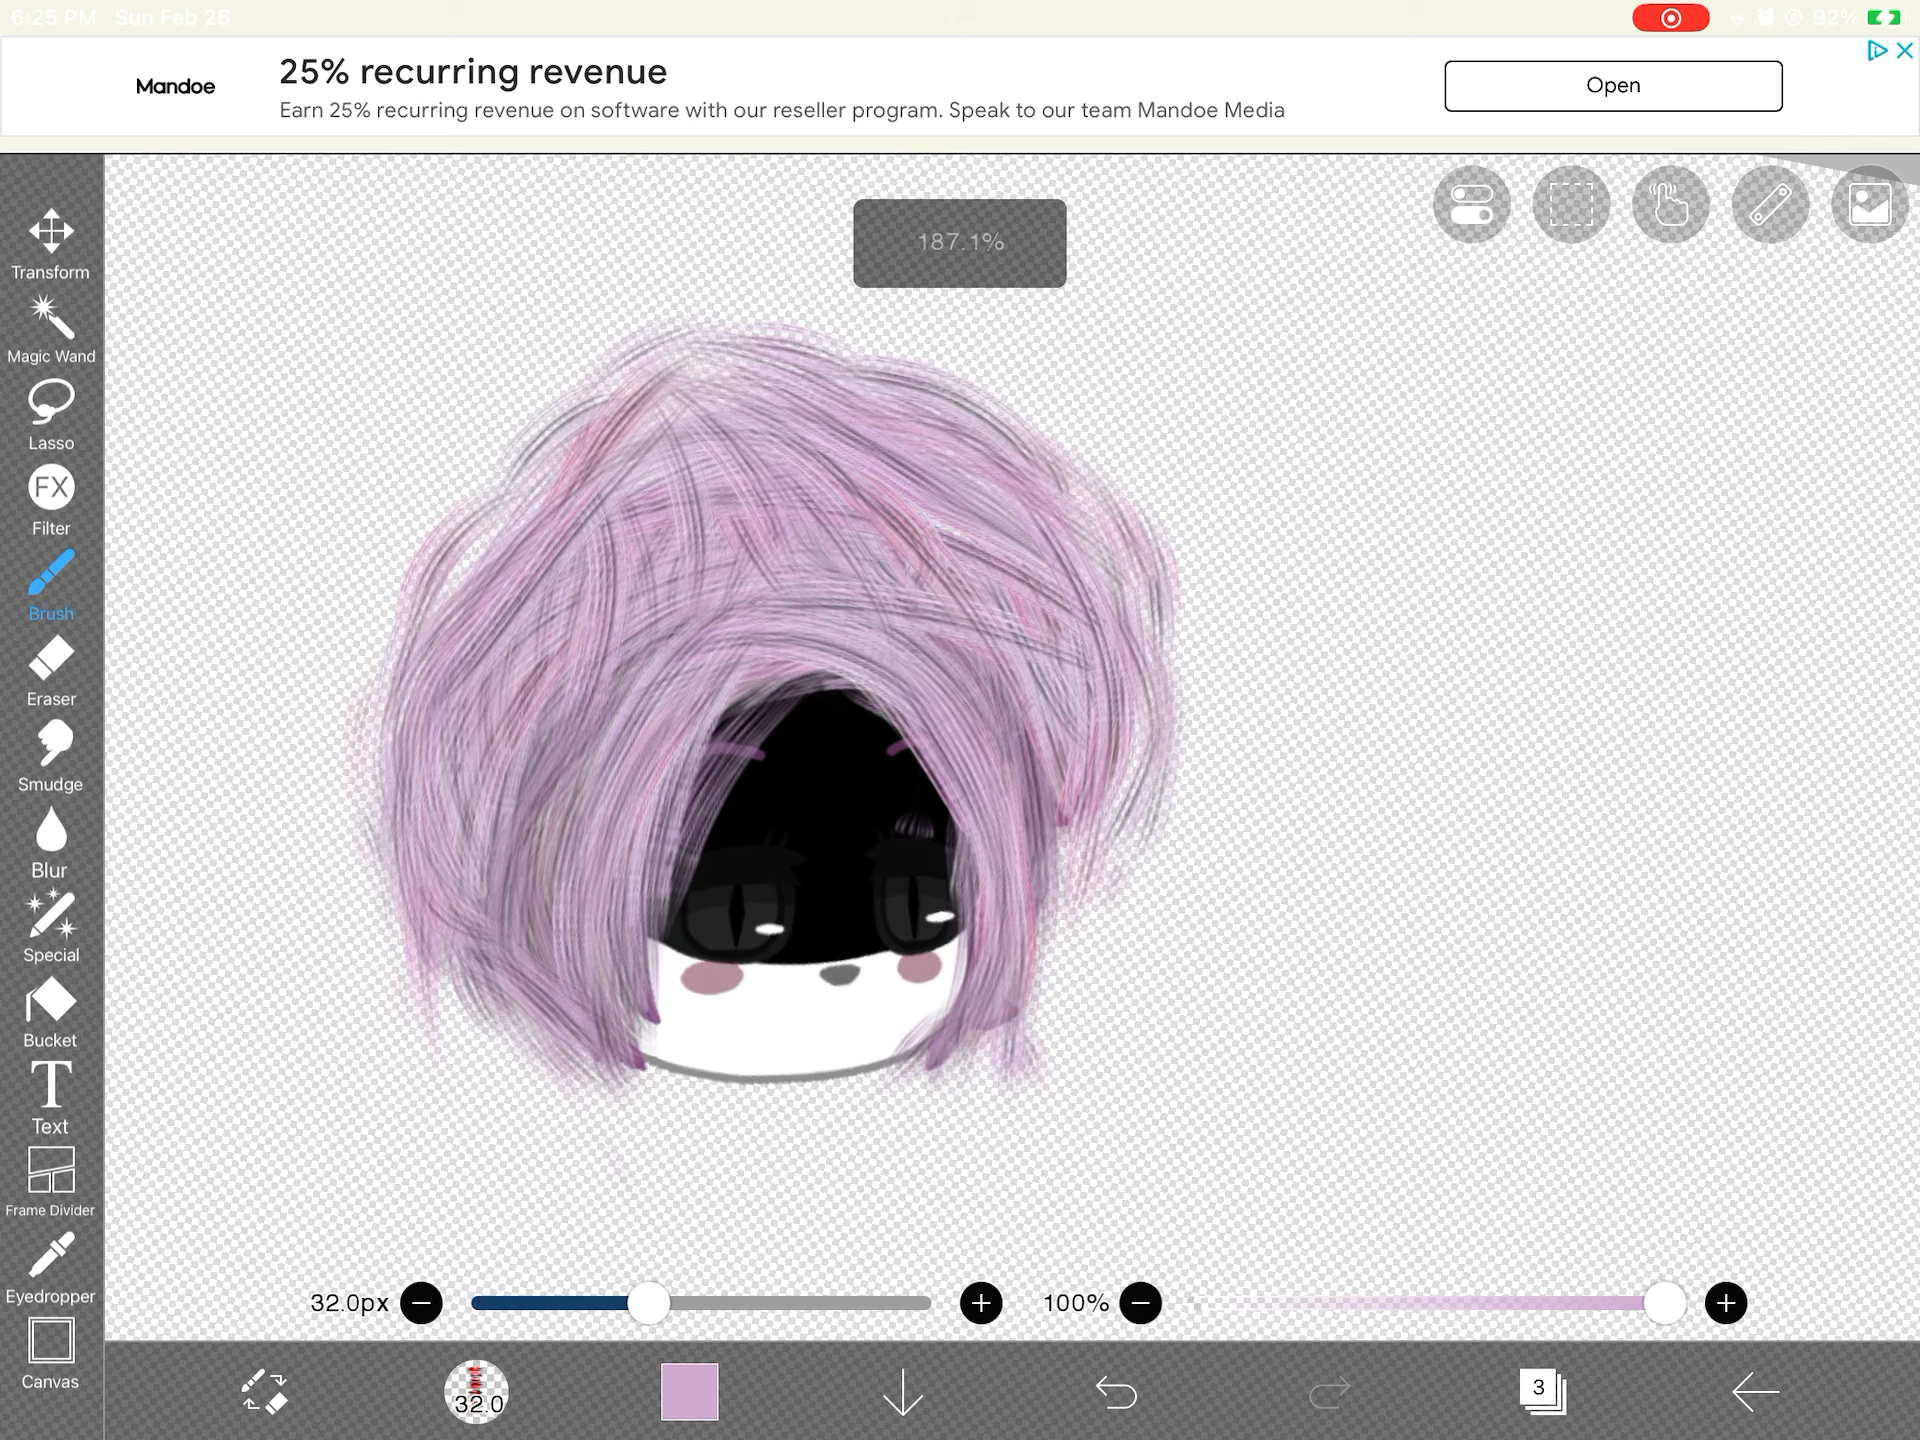 6:25 PM Sun Feb 26
92%
Mandoe
25% recurring revenue
Earn 25% recurring revenue on software with our reseller program. Speak to our team Mandoe Media
Open
187.1%
Transform
Magic Wand
Lasso
FX
Filter
Brush
Eraser
Smudge
Blur
Special
Bucket
T
Text
Frame Divider
Eyedropper
Canvas
32.0px
100%
32.0
3